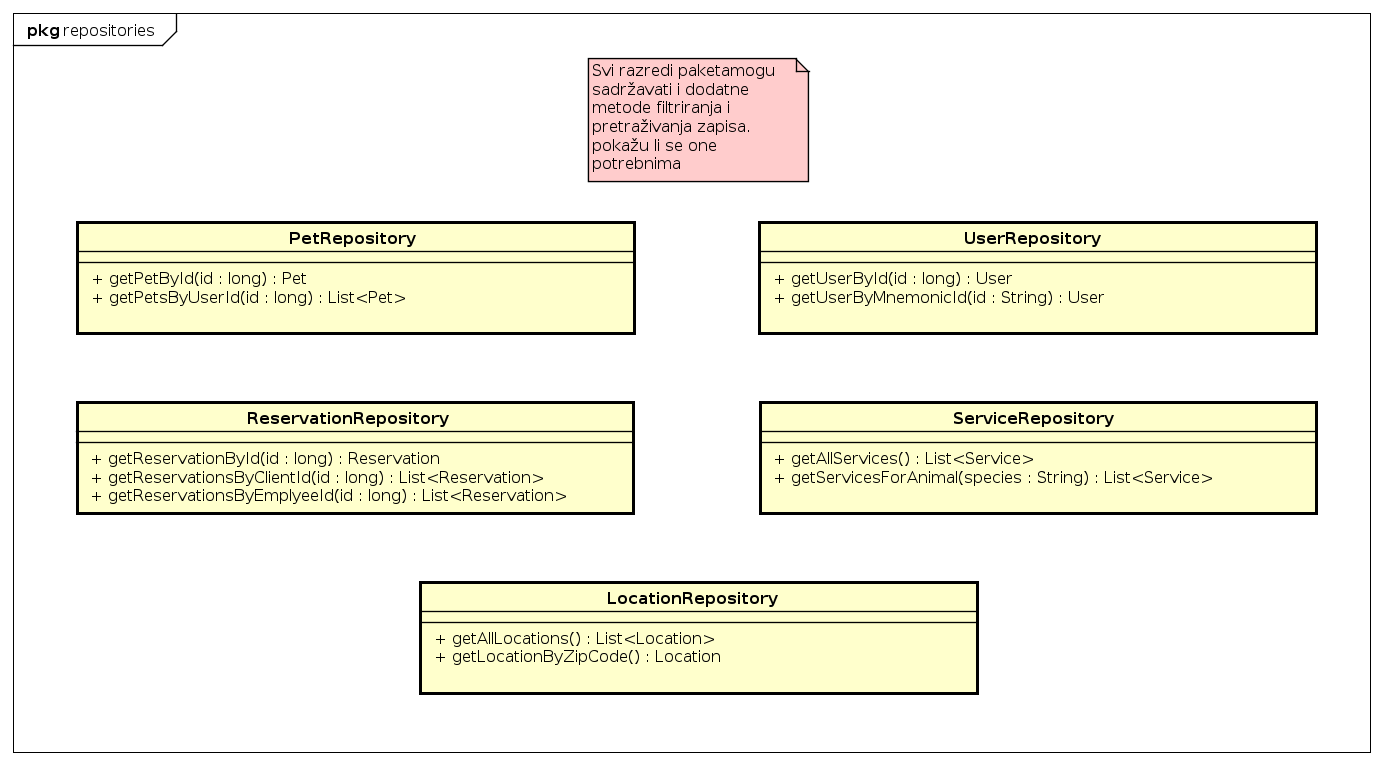 pkg repositories
Svi razredi paketamogu
sadržavati i dodatne
metode filtriranja i
pretraživanja zapisa.
pokažu li se one
potrebnima
PetRepository
+ getPetById(id : long) : Pet
+ getPetsByUserId(id : long) : List<Pet>
UserRepository
+ getUserById(id : long) : User
+ getUserByMnemonicId(id : String) : User
ReservationRepository
+ getReservationById(id : long) : Reservation
+ getReservationsByClientId(id : long) : List<Reservation>
+ getReservationsByEmplyeeId(id : long) : List<Reservation>
ServiceRepository
+ getAllServices() : List<Service>
+ getServicesForAnimal(species : String) : List<Service>
LocationRepository
+ getAllLocations() : List<Location>
+ getLocationByZipCode() : Location